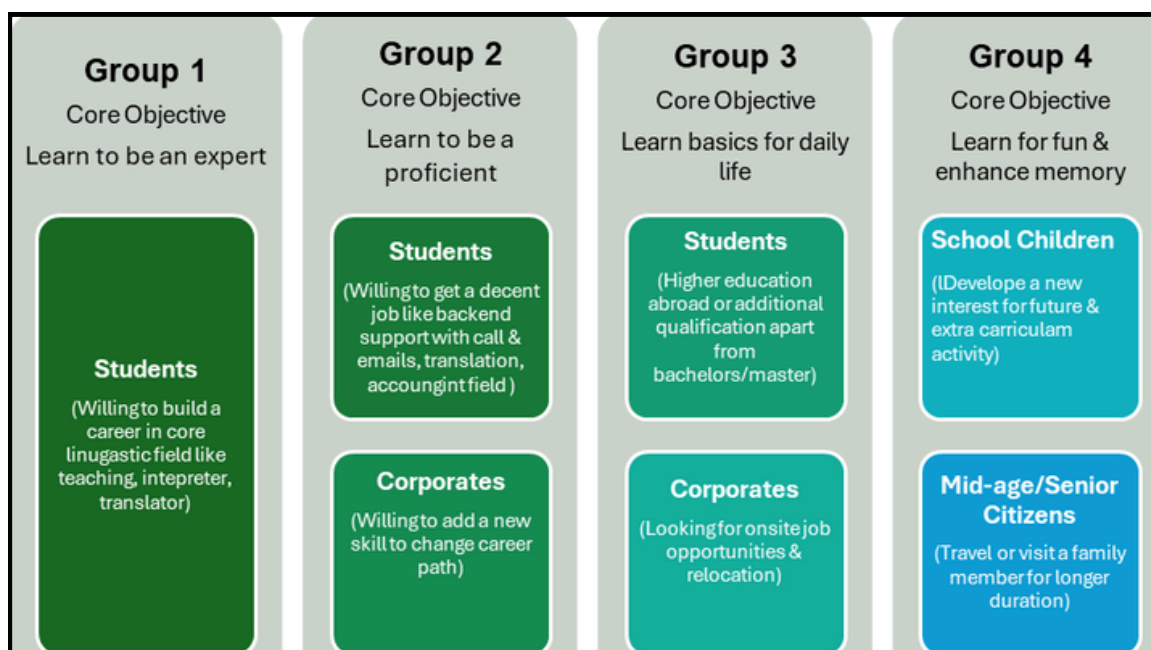 Group 1
Core Objective
Learn to be an expert
Students
(Willing to build a
career in core
linugastic field like
teaching, intepreter,
translator)
Group 2
Core Objective
Learn to be a
proficient
Students
(Willing to get a decent
job like backend
support with call &
emails, translation,
accoungint field )
Corporates
(Willing to add a new
skill to change career
path)
Group 3
Core Objective
Learn basics for daily
life
Students
(Higher education
abroad or additional
qualification apart
from
bachelors/master)
Corporates
(Looking for onsite job
opportunities &
relocation)
Group 4
Core Objective
Learn for fun &
enhance memory
School Children
(lDevelope a new
interest for future &
extra carriculam
activity)
Mid-age/Senior
Citizens
(Travel or visit a family
member for longer
duration)